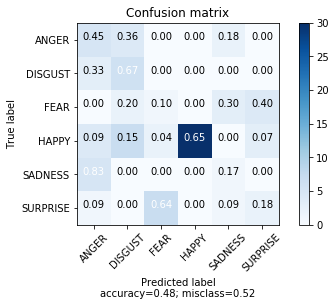 Confusion matrix
ANGER 0.45 0.36 0.00 0.00 0.18 0.00
DISGUST 0.33 0.67 0.00 0.00 0.00 0.00
FEAR 0.00 0.20 0.10 0.00 0.30 0.40
HAPPY 0.09 0.15 0.04 0.65 0.00 0.07
SADNESS 0.83 0.00 0.00 0.00 0.17 0.00
SURPRISE 0.09 0.00 0.64 0.00 0.09 0.18
True label
ANGER DISGUST FEAR HAPPY SADNESS SURPRISE
Predicted label
accuracy=0.48; misclass=0.52
30
25
20
15
10
5
0